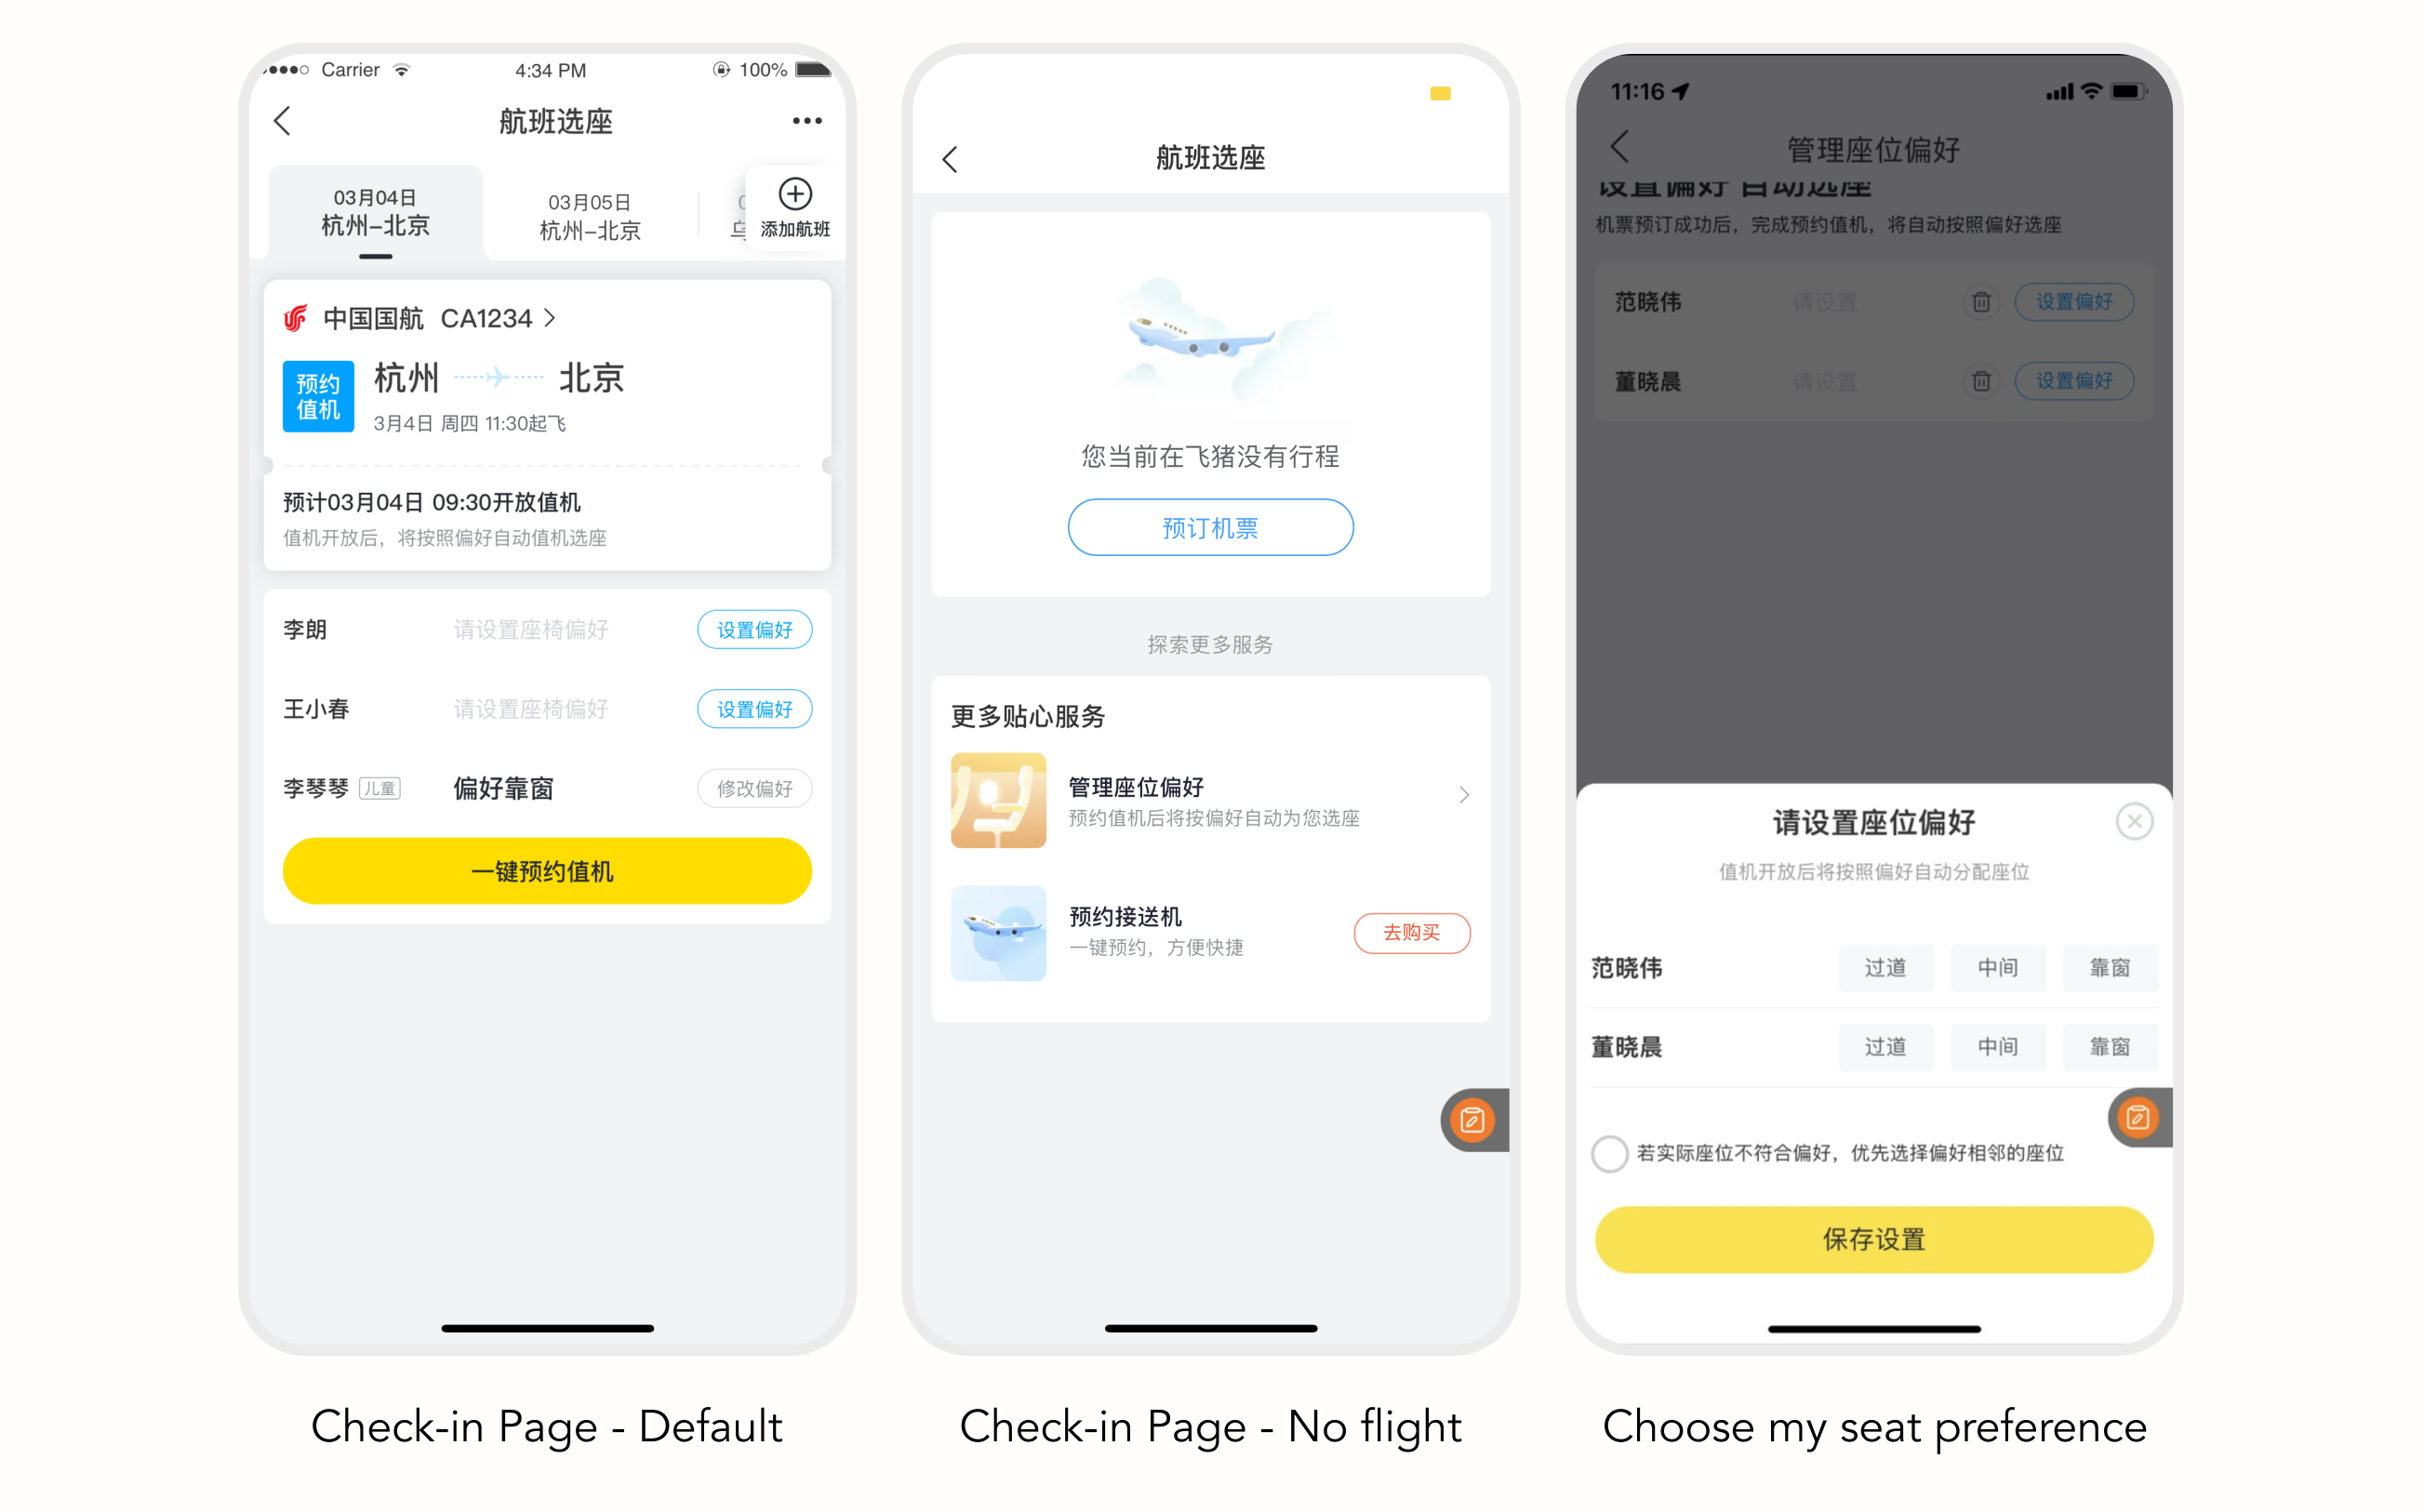 Carrier
4:34 PM
100%
航班选座
03月04日
杭州–北京
03月05日
杭州–北京
添加航班
中国国航 CA1234
预约
值机
杭州
北京
3月4日 周四 11:30起飞
预计03月04日 09:30开放值机
值机开放后，将按照偏好自动值机选座
李朗
请设置座椅偏好
设置偏好
王小春
请设置座椅偏好
设置偏好
李琴琴
儿童
偏好靠窗
修改偏好
一键预约值机
Check-in Page - Default
航班选座
您当前在飞猪没有行程
预订机票
探索更多服务
更多贴心服务
管理座位偏好
预约值机后将按偏好自动为您选座
预约接送机
一键预约，方便快捷
去购买
Check-in Page - No flight
11:16
管理座位偏好
设置偏好 自动选座
机票预订成功后，完成预约值机，将自动按照偏好选座
范晓伟
请设置
设置偏好
董晓晨
请设置
设置偏好
请设置座位偏好
值机开放后将按照偏好自动分配座位
范晓伟
过道
中间
靠窗
董晓晨
过道
中间
靠窗
若实际座位不符合偏好，优先选择偏好相邻的座位
保存设置
Choose my seat preference